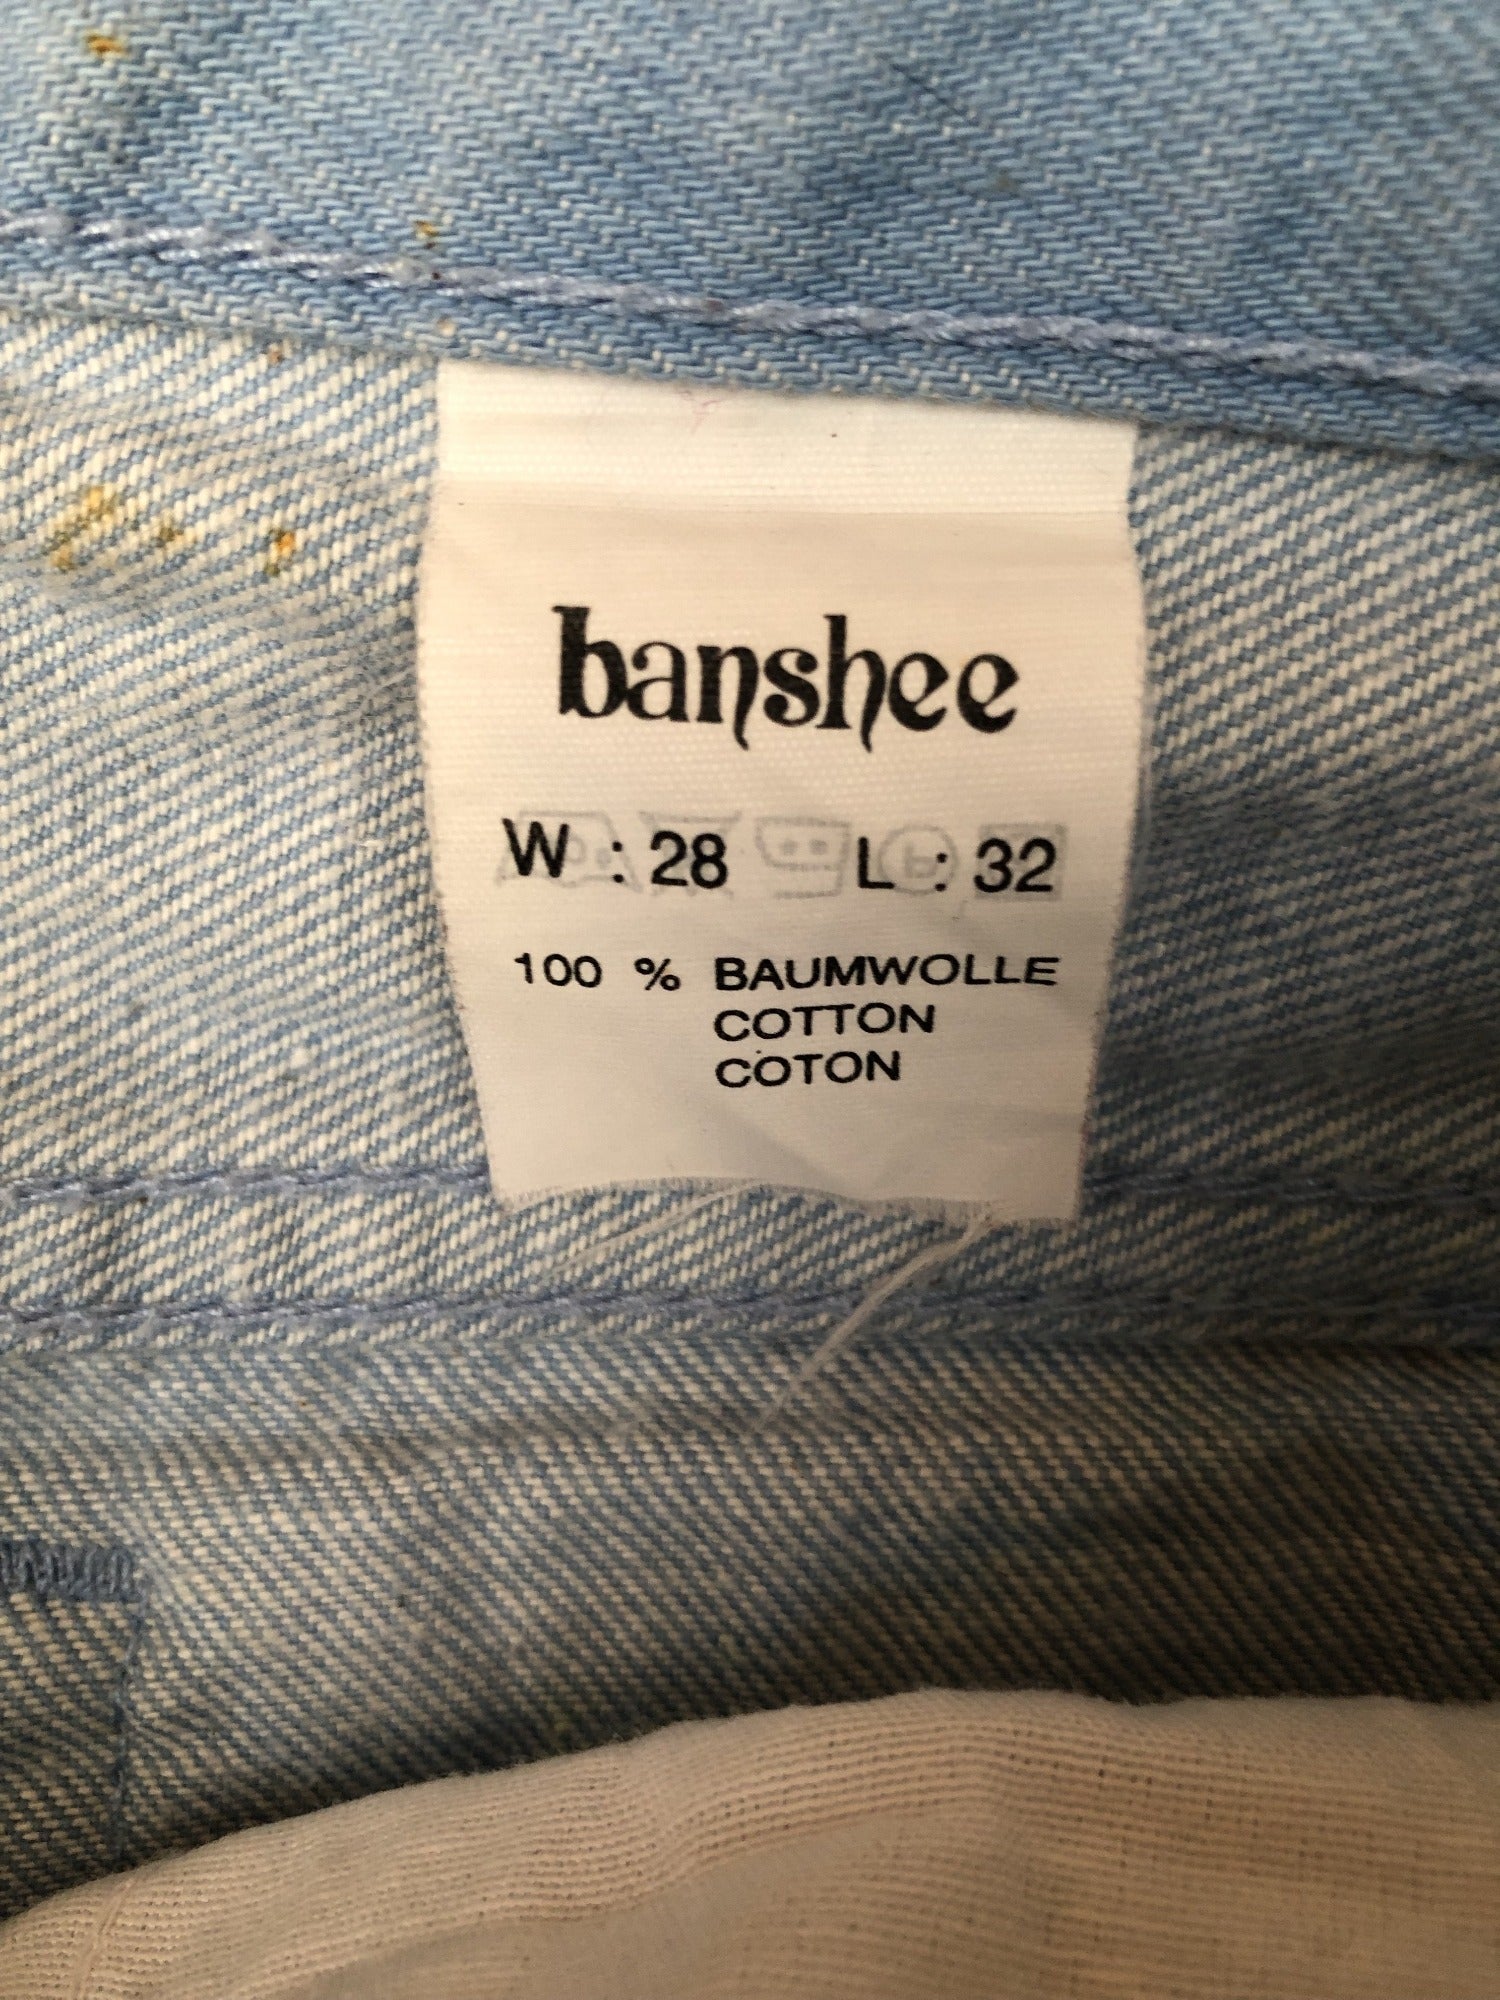 banshee
W : 28 L : 32
100 % BAUMWOLLE
COTTON
COTON